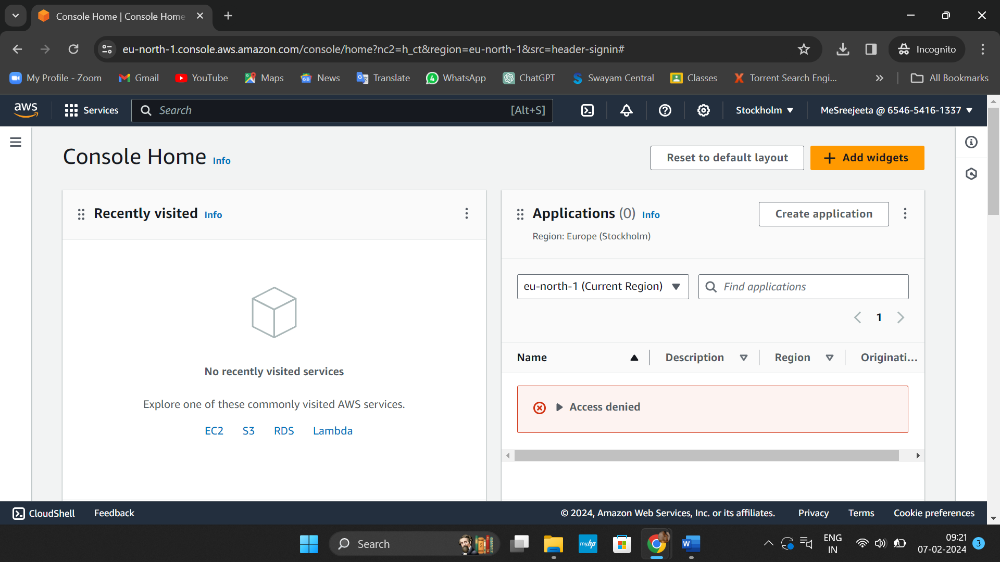 Console Home | Console Home
eu-north-1.console.aws.amazon.com/console/home?nc2=h_ct&region=eu-north-1&src=header-signin#
Incognito
My Profile - Zoom
Gmail
YouTube
Maps
News
Translate
4
WhatsApp
ChatGPT
Swayam Central
Classes
Torrent Search Engi...
All Bookmarks
aws
Services
Search
[Alt+S]
Stockholm
MeSreejeeta @ 6546-5416-1337
Console Home Info
Reset to default layout
Add widgets
Recently visited Info
No recently visited services
Explore one of these commonly visited AWS services.
EC2 S3 RDS Lambda
Applications (0) Info
Create application
Region: Europe (Stockholm)
eu-north-1 (Current Region)
Find applications
1
Name Description Region Originati...
Access denied
CloudShell Feedback
© 2024, Amazon Web Services, Inc. or its affiliates. Privacy Terms Cookie preferences
Search
myhp
W
ENG
IN
09:21
07-02-2024
3